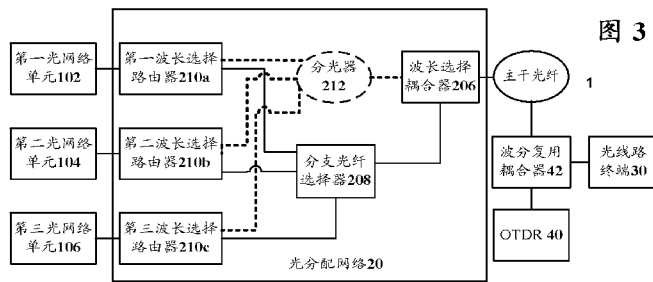 图 3
第一光网络
单元102
第一波长选择
路由器210a
分光器
212
波长选择
耦合器206
主干光纤
1
第二光网络
单元104
第二波长选择
路由器210b
分支光纤
选择器208
波分复用
耦合器42
光线路
终端30
第三光网络
单元106
第三波长选择
路由器210c
OTDR 40
光分配网络20